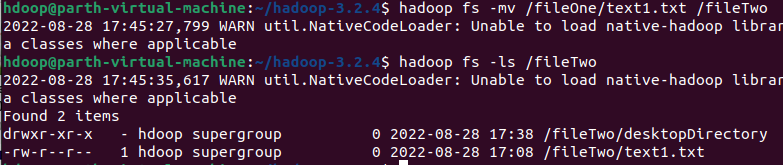 hdoop@parth-virtual-machine:~/hadoop-3.2.4$ hadoop fs -mv /fileOne/text1.txt /fileTwo
2022-08-28 17:45:27,799 WARN util.NativeCodeLoader: Unable to load native-hadoop librar
a classes where applicable
hdoop@parth-virtual-machine:~/hadoop-3.2.4$ hadoop fs -ls /fileTwo
2022-08-28 17:45:35,617 WARN util.NativeCodeLoader: Unable to load native-hadoop librar
a classes where applicable
Found 2 items
drwxr-xr-x   - hdoop supergroup          0 2022-08-28 17:38 /fileTwo/desktopDirectory
-rw-r--r--   1 hdoop supergroup          0 2022-08-28 17:08 /fileTwo/text1.txt